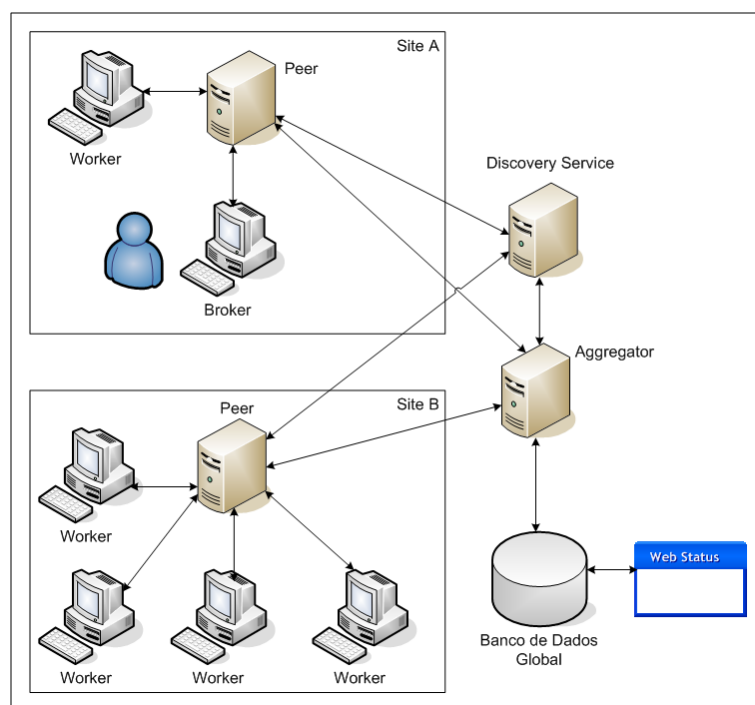 Site A
Peer
Worker
Discovery Service
Broker
Aggregator
Site B
Peer
Worker
Web Status
Worker
Worker
Worker
Banco de Dados
Global